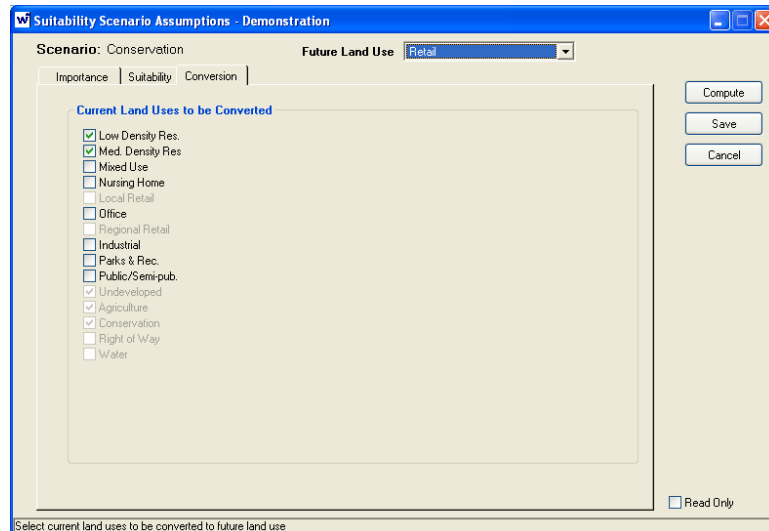 Suitability Scenario Assumptions - Demonstration
Scenario: Conservation
Future Land Use Retail
Importance Suitability Conversion
Compute
Save
Cancel
Current Land Uses to be Converted
Low Density Res.
Med. Density Res
Mixed Use
Nursing Home
Local Retail
Office
Regional Retail
Industrial
Parks & Rec.
Public/Semi-pub.
Undeveloped
Agriculture
Conservation
Right of Way
Water
Read Only
Select current land uses to be converted to future land use